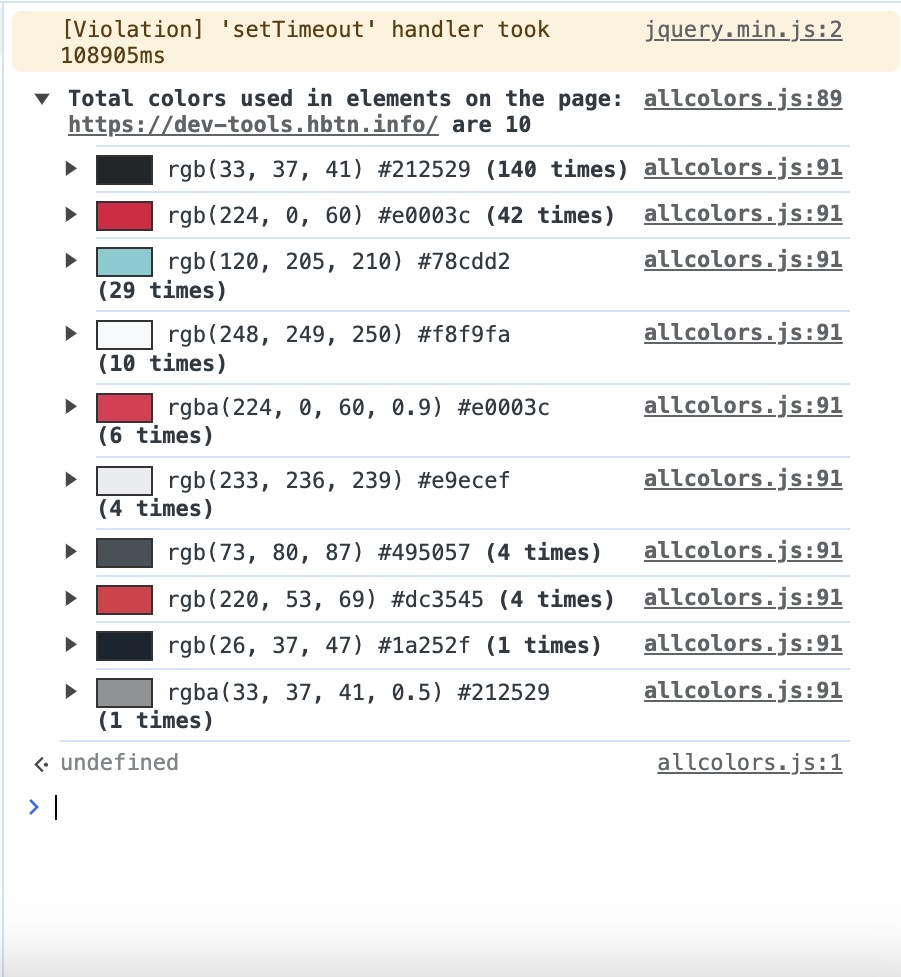 [Violation] 'setTimeout' handler took jquery.min.js:2
108905ms
Total colors used in elements on the page: allcolors.js:89
https://dev-tools.hbtn.info/ are 10
rgb(33, 37, 41) #212529 (140 times) allcolors.js:91
rgb(224, 0, 60) #e0003c (42 times) allcolors.js:91
rgb(120, 205, 210) #78cdd2 allcolors.js:91
(29 times)
rgb(248, 249, 250) #f8f9fa allcolors.js:91
(10 times)
rgba(224, 0, 60, 0.9) #e0003c allcolors.js:91
(6 times)
rgb(233, 236, 239) #e9ecef allcolors.js:91
(4 times)
rgb(73, 80, 87) #495057 (4 times) allcolors.js:91
rgb(220, 53, 69) #dc3545 (4 times) allcolors.js:91
rgb(26, 37, 47) #1a252f (1 times) allcolors.js:91
rgba(33, 37, 41, 0.5) #212529 allcolors.js:91
(1 times)
undefined allcolors.js:1